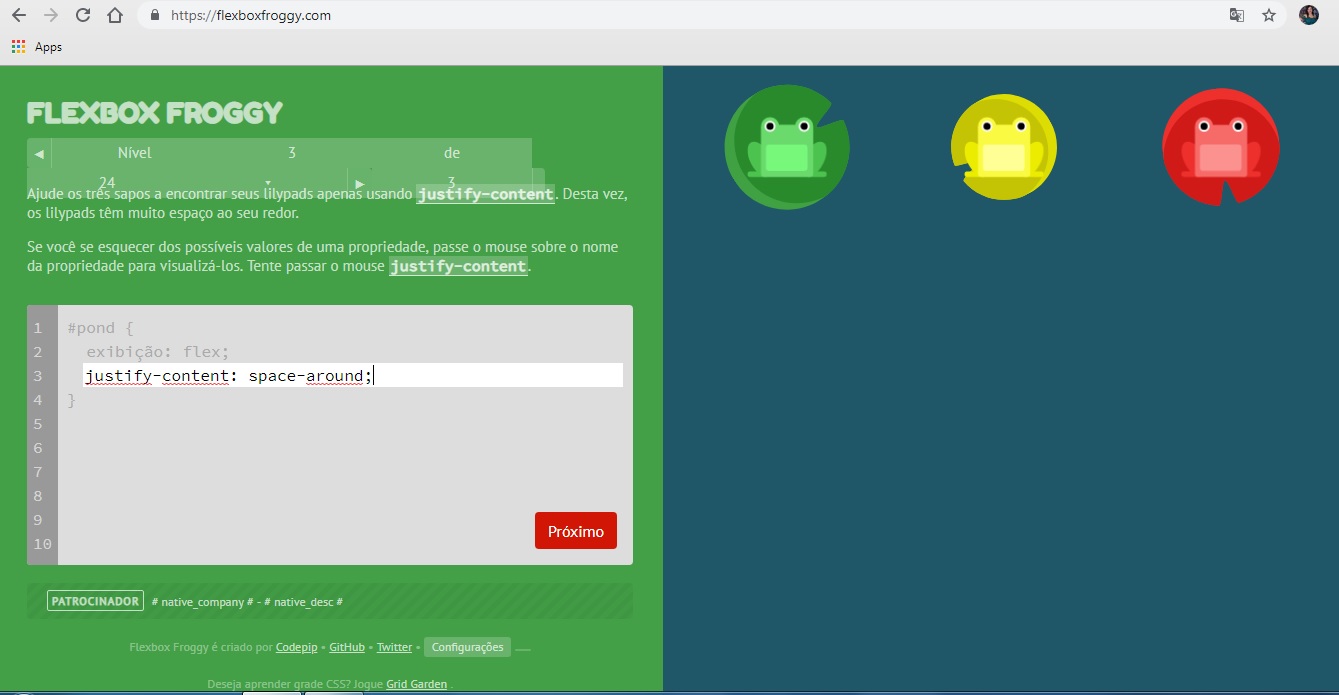 https://flexboxfroggy.com
Apps
FLEXBOX FROGGY
◀ Nível 3 de
24 ▾ ▶ 3
Ajude os três sapos a encontrar seus lilypads apenas usando justify-content. Desta vez,
os lilypads têm muito espaço ao seu redor.
Se você se esquecer dos possíveis valores de uma propriedade, passe o mouse sobre o nome
da propriedade para visualizá-los. Tente passar o mouse justify-content.
1 #pond {
2 exibição: flex;
3 justify-content: space-around;
4 }
5
6
7
8
9
10
Próximo
PATROCINADOR # native_company # - # native_desc #
Flexbox Froggy é criado por Codepip • GitHub • Twitter • Configurações
Deseja aprender grade CSS? Jogue Grid Garden .